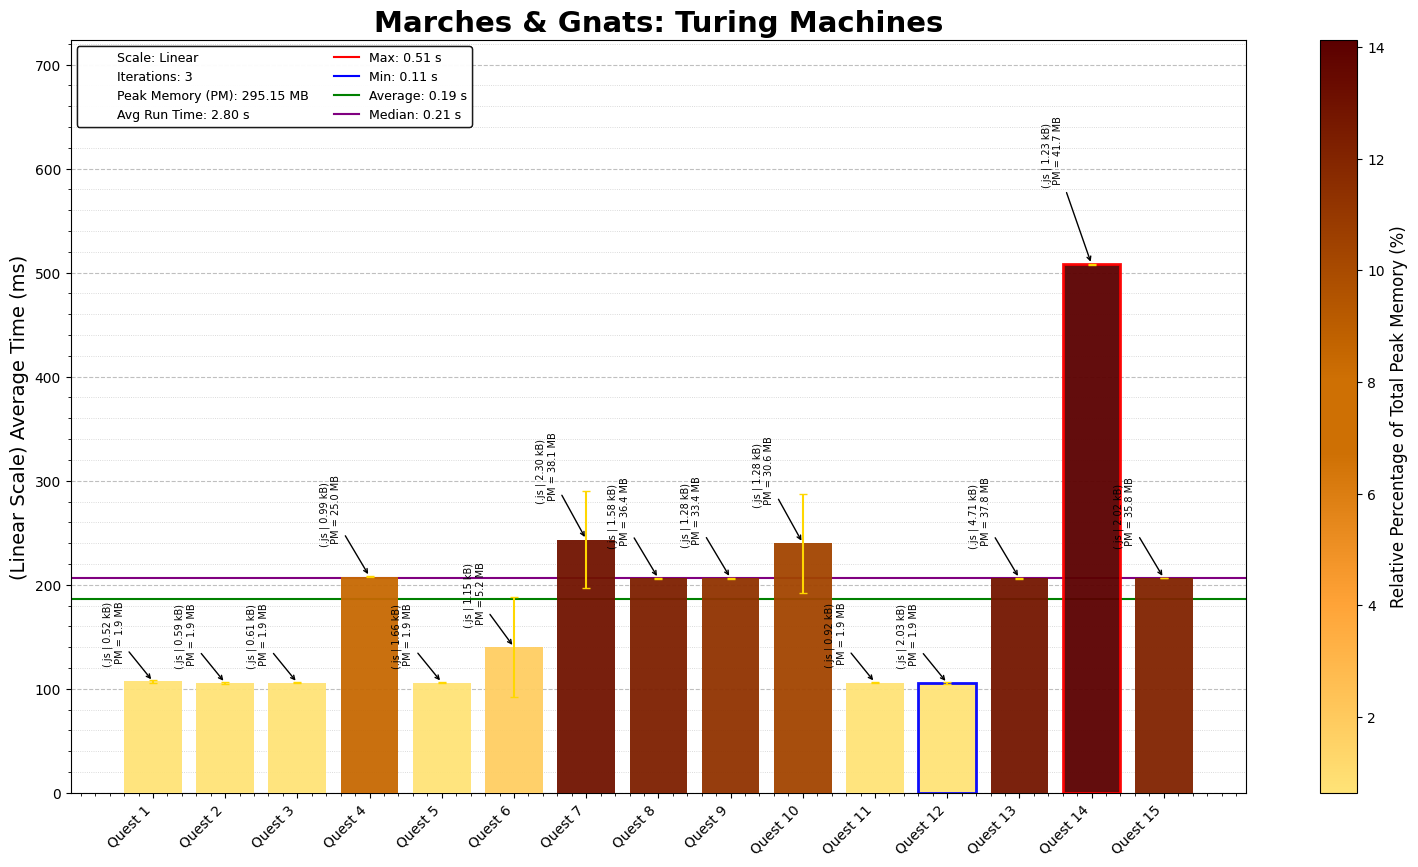 Marches & Gnats: Turing Machines
Scale: Linear
Iterations: 3
Peak Memory (PM): 295.15 MB
Avg Run Time: 2.80 s
Max: 0.51 s
Min: 0.11 s
Average: 0.19 s
Median: 0.21 s
(Linear Scale) Average Time (ms)
700
600
500
400
300
200
100
0
(.js | 0.52 kB)
PM = 1.9 MB
(.js | 0.59 kB)
PM = 1.9 MB
(.js | 0.61 kB)
PM = 1.9 MB
(.js | 0.99 kB)
PM = 25.0 MB
(.js | 1.66 kB)
PM = 1.9 MB
(.js | 1.15 kB)
PM = 5.2 MB
(.js | 2.30 kB)
PM = 38.1 MB
(.js | 1.58 kB)
PM = 36.4 MB
(.js | 1.28 kB)
PM = 33.4 MB
(.js | 1.28 kB)
PM = 30.6 MB
(.js | 0.92 kB)
PM = 1.9 MB
(.js | 2.03 kB)
PM = 1.9 MB
(.js | 4.71 kB)
PM = 37.8 MB
(.js | 1.23 kB)
PM = 41.7 MB
(.js | 2.02 kB)
PM = 35.8 MB
Quest 1
Quest 2
Quest 3
Quest 4
Quest 5
Quest 6
Quest 7
Quest 8
Quest 9
Quest 10
Quest 11
Quest 12
Quest 13
Quest 14
Quest 15
14
12
10
8
6
4
2
Relative Percentage of Total Peak Memory (%)